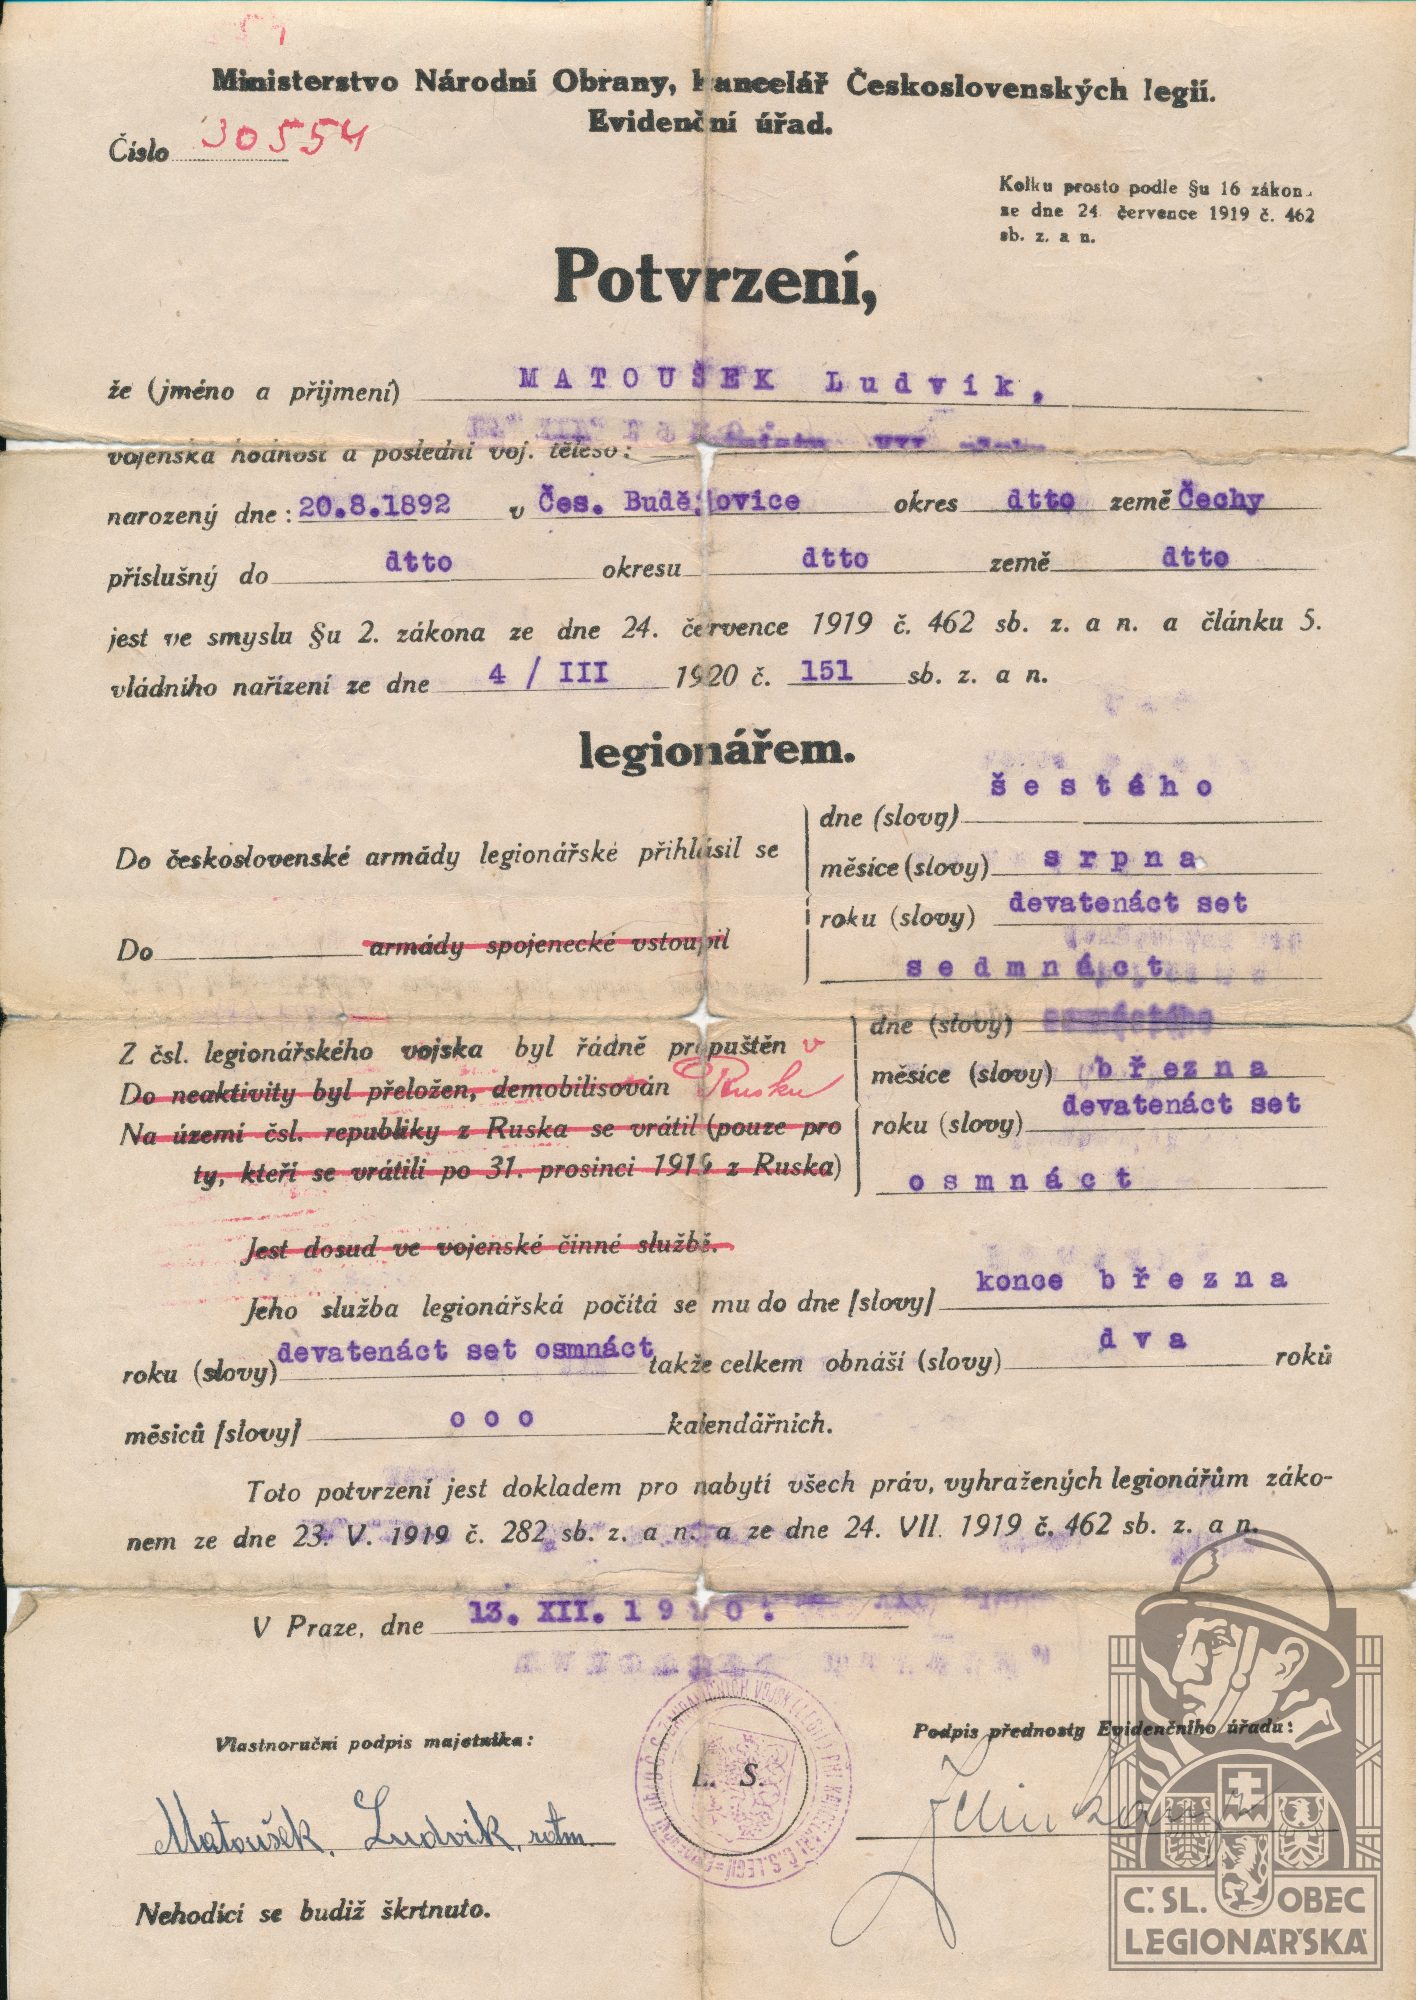 Ministerstvo Národní Obrany, kancelář Československých legií.
Evidenční úřad.
Číslo 30554
Kolku prosto podle §u 16 zákon.
ze dne 24. července 1919 č. 462
sb. z. a n.
Potvrzení,
že (jméno a přijmení) MATOUŠEK Ludvík,
vojenská hodnost a poslední voj. těleso:
narozený dne: 20.8.1892 v Čes. Budějovice okres dtto země Čechy
příslušný do dtto okresu dtto země dtto
jest ve smyslu §u 2. zákona ze dne 24. července 1919 č. 462 sb. z. a n. a článku 5.
vládního nařízení ze dne 4 / III 1920 č. 151 sb. z. a n.
legionářem.
Do československé armády legionářské přihlásil se
Do armády spojenecké vstoupil
dne (slovy) šestého
měsíce (slovy) srpna
roku (slovy) devatenáct set
sedmnáct
Z čsl. legionářského vojska byl řádně propuštěn v
Do neaktivity byl přeložen, demobilisován Rusku
Na území čsl. republiky z Ruska se vrátil (pouze pro
ty, kteří se vrátili po 31. prosinci 1919 z Ruska)
dne (slovy)
měsíce (slovy) března
roku (slovy) devatenáct set
osmnáct
Jest dosud ve vojenské činné službě.
Jeho služba legionářská počítá se mu do dne [slovy] konce března
roku (slovy) devatenáct set osmnáct takže celkem obnáší (slovy) dva roků
měsíců [slovy] ooo kalendářních.
Toto potvrzení jest dokladem pro nabytí všech práv, vyhražených legionářům záko-
nem ze dne 23. V. 1919 č. 282 sb. z. a n. a ze dne 24. VII. 1919 č. 462 sb. z. a n.
V Praze, dne 13. XII. 1920.
Vlastnoruční podpis majetníka:
Podpis přednosty Evidenčního úřadu:
L. S.
Matoušek, Ludvík, rotm.
Nehodící se budiž škrtnuto.
Č.SL. OBEC
LEGIONÁŘSKÁ